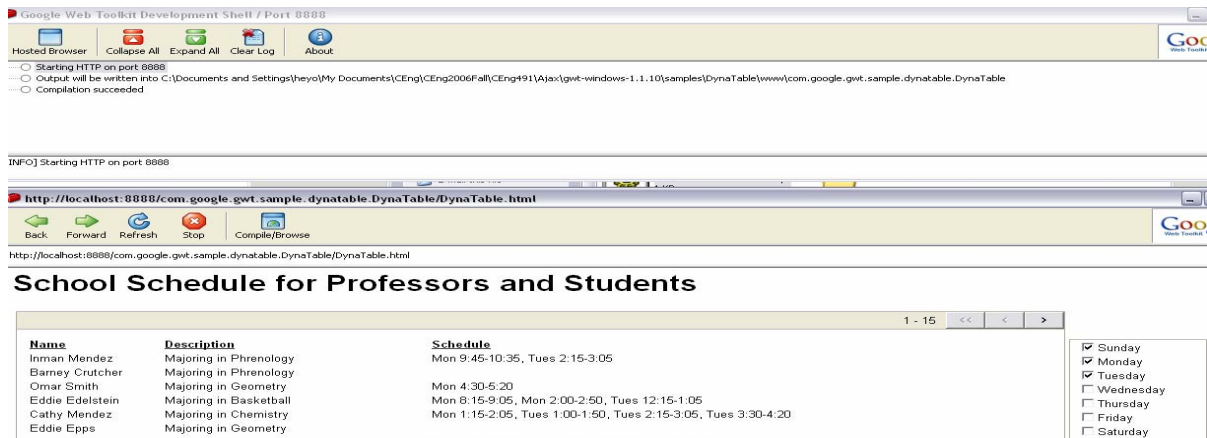 Google Web Toolkit Development Shell / Port 8888
Hosted Browser Collapse All Expand All Clear Log About
Goo
Web Toolkit
Starting HTTP on port 8888
Output will be written into C:\Documents and Settings\heyo\My Documents\CEng\CEng2006Fall\CEng491\Ajax\gwt-windows-1.1.10\samples\DynaTable\www\com.google.gwt.sample.dynatable.DynaTable
Compilation succeeded
INFO] Starting HTTP on port 8888
http://localhost:8888/com.google.gwt.sample.dynatable.DynaTable/DynaTable.html
Back Forward Refresh Stop Compile/Browse
Goo
Web Toolkit
http://localhost:8888/com.google.gwt.sample.dynatable.DynaTable/DynaTable.html
School Schedule for Professors and Students
1 - 15 << < >
Name Description Schedule
Inman Mendez Majoring in Phrenology Mon 9:45-10:35, Tues 2:15-3:05
Barney Crutcher Majoring in Phrenology
Omar Smith Majoring in Geometry Mon 4:30-5:20
Eddie Edelstein Majoring in Basketball Mon 8:15-9:05, Mon 2:00-2:50, Tues 12:15-1:05
Cathy Mendez Majoring in Chemistry Mon 1:15-2:05, Tues 1:00-1:50, Tues 2:15-3:05, Tues 3:30-4:20
Eddie Epps Majoring in Geometry
Sunday
Monday
Tuesday
Wednesday
Thursday
Friday
Saturday